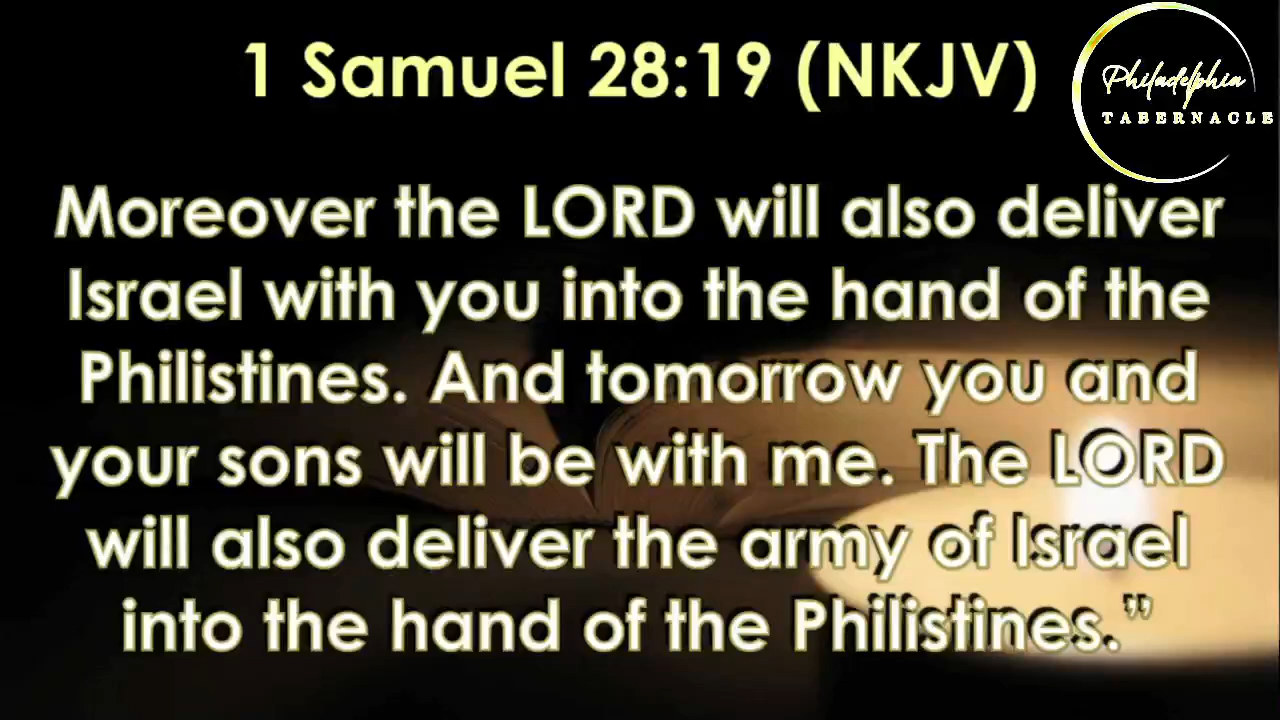 1 Samuel 28:19 (NKJV)
Philadelphia
TABERNACLE
Moreover the LORD will also deliver
Israel with you into the hand of the
Philistines. And tomorrow you and
your sons will be with me. The LORD
will also deliver the army of Israel
into the hand of the Philistines.”